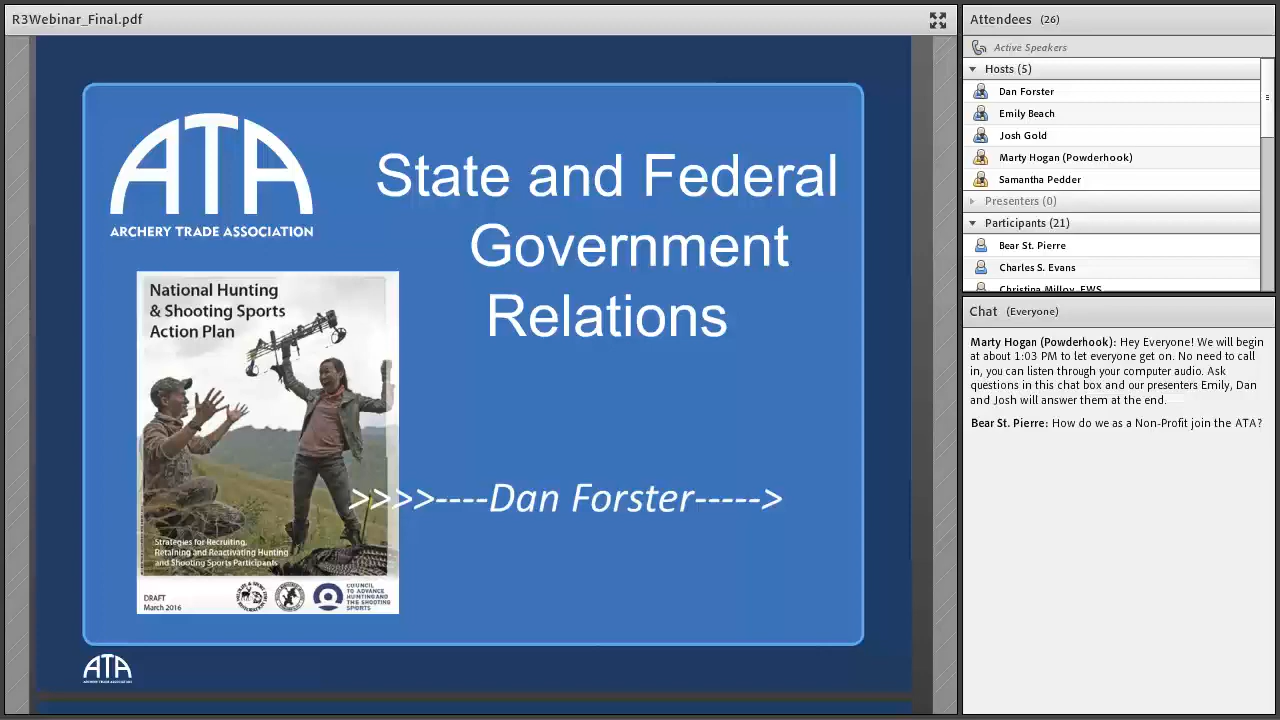 R3Webinar_Final.pdf
ATA
ARCHERY TRADE ASSOCIATION
State and Federal
Government
Relations
National Hunting
& Shooting Sports
Action Plan
>>>>----Dan Forster----->
Strategies for Recruiting,
Retaining and Reactivating Hunting
and Shooting Sports Participants
DRAFT
March 2016
COUNCIL
TO ADVANCE
HUNTING AND
THE SHOOTING
SPORTS
ATA
ARCHERY TRADE ASSOCIATION
Attendees (26)
Active Speakers
Hosts (5)
Dan Forster
Emily Beach
Josh Gold
Marty Hogan (Powderhook)
Samantha Pedder
Presenters (0)
Participants (21)
Bear St. Pierre
Charles S. Evans
Christina Milloy, FWS
Chat (Everyone)
Marty Hogan (Powderhook): Hey Everyone! We will begin
at about 1:03 PM to let everyone get on. No need to call
in, you can listen through your computer audio. Ask
questions in this chat box and our presenters Emily, Dan
and Josh will answer them at the end.
Bear St. Pierre: How do we as a Non-Profit join the ATA?